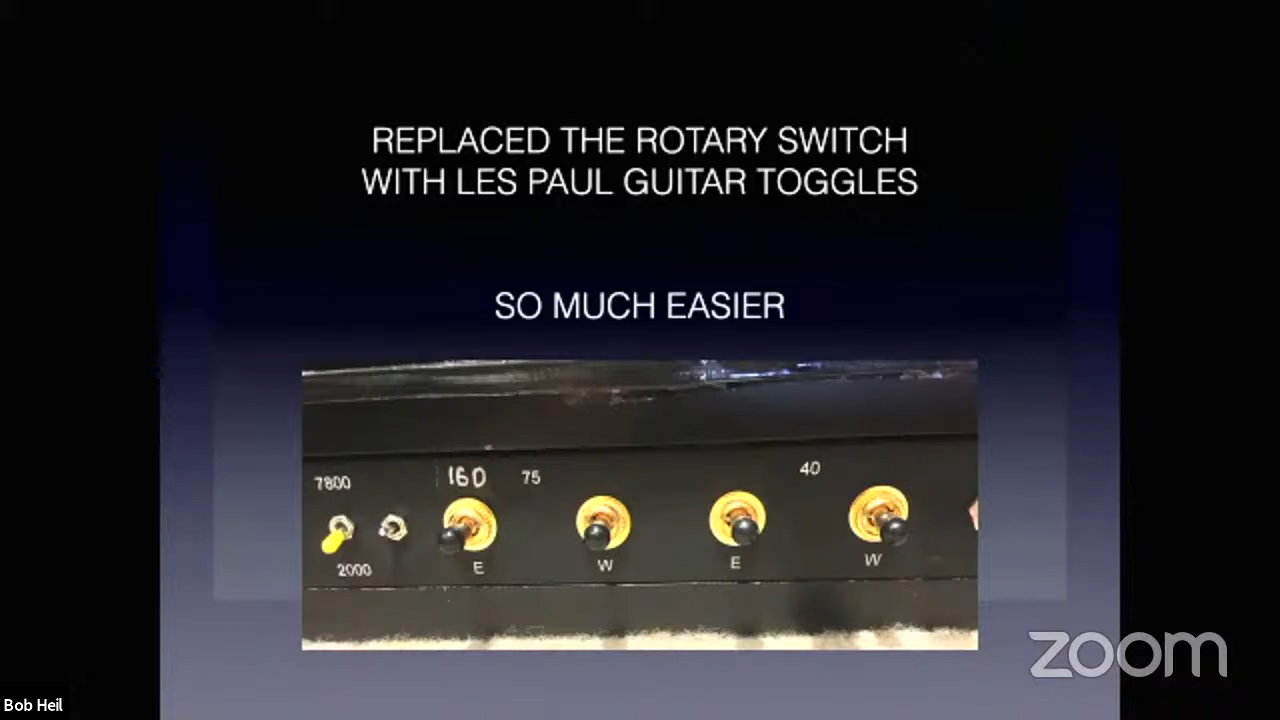 REPLACED THE ROTARY SWITCH
WITH LES PAUL GUITAR TOGGLES
SO MUCH EASIER
7800
160
75
40
2000
E
W
E
W
zoom
Bob Heil